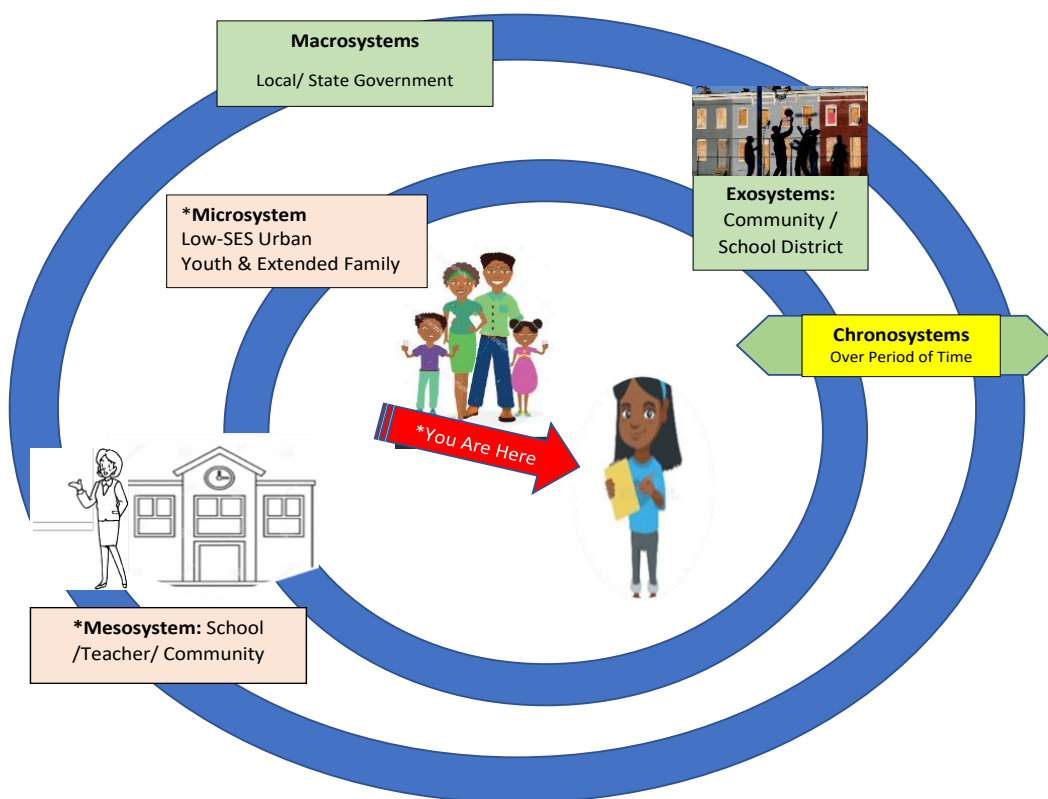 Macrosystems
Local/ State Government
Exosystems:
Community /
School District
*Microsystem
Low-SES Urban
Youth & Extended Family
Chronosystems
Over Period of Time
*You Are Here
*Mesosystem: School
/Teacher/ Community